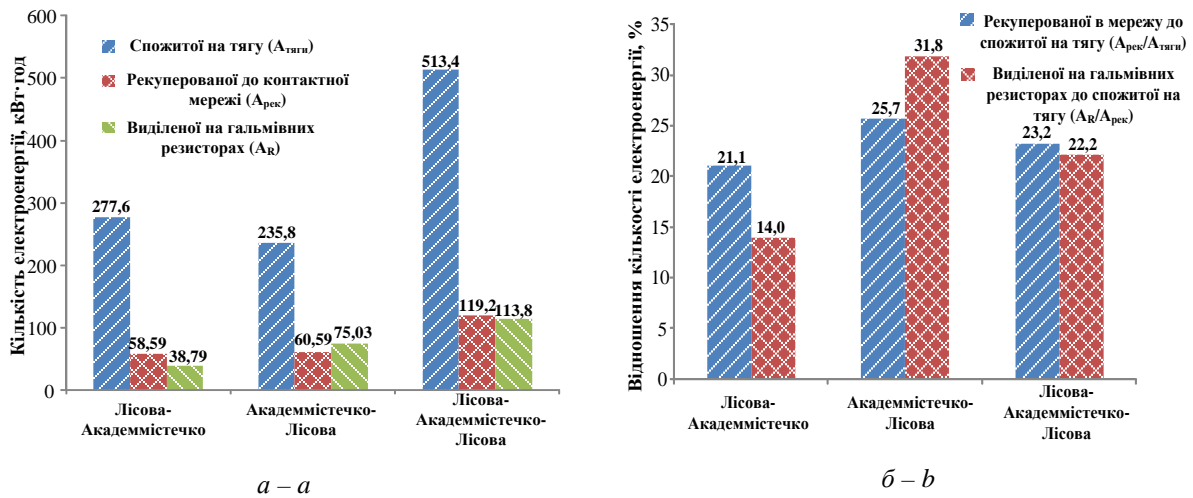 Кількість електроенергії, кВт·год
600
500
400
300
200
100
0
Спожитої на тягу (Aтяги)
Рекуперованої до контактної
мережі (Aрек)
Виділеної на гальмівних
резисторах (AR)
277,6
58,59
38,79
235,8
60,59
75,03
513,4
119,2
113,8
Лісова-
Академмістечко
Академмістечко-
Лісова
Лісова-
Академмістечко-
Лісова
а – a
Відношення кількості електроенергії, %
35
30
25
20
15
10
5
0
Рекуперованої в мережу до
спожитої на тягу (Aрек/Aтяги)
Виділеної на гальмівних
резисторах до спожитої на
тягу (AR/Aрек)
21,1
14,0
25,7
31,8
23,2
22,2
Лісова-
Академмістечко
Академмістечко-
Лісова
Лісова-
Академмістечко-
Лісова
б – b